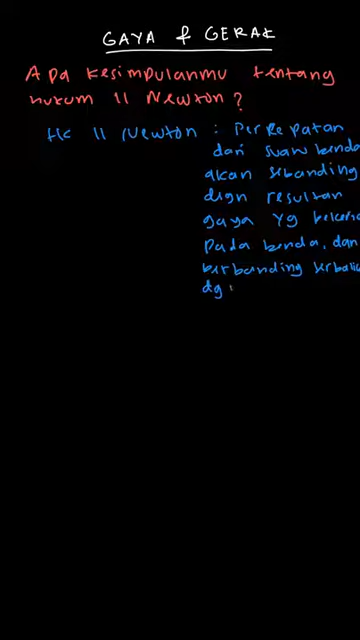 GAYA & GERAK
Apa kesimpulanmu tentang
hukum II Newton?
Hk II Newton : Percepatan
dari suatu benda
akan sebanding
dign resultan
gaya yg bekerja
pada benda, dan
berbanding terbalik
dg